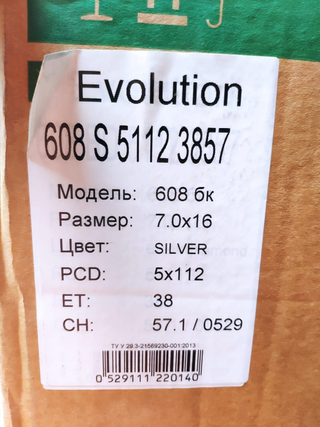 Evolution
608 S 5112 3857
Модель: 608 бк
Размер: 7.0x16
Цвет: SILVER
PCD: 5x112
ET: 38
CH: 57.1 / 0529
ТУ У 29.3-21569230-001:2013
0 529111 220140